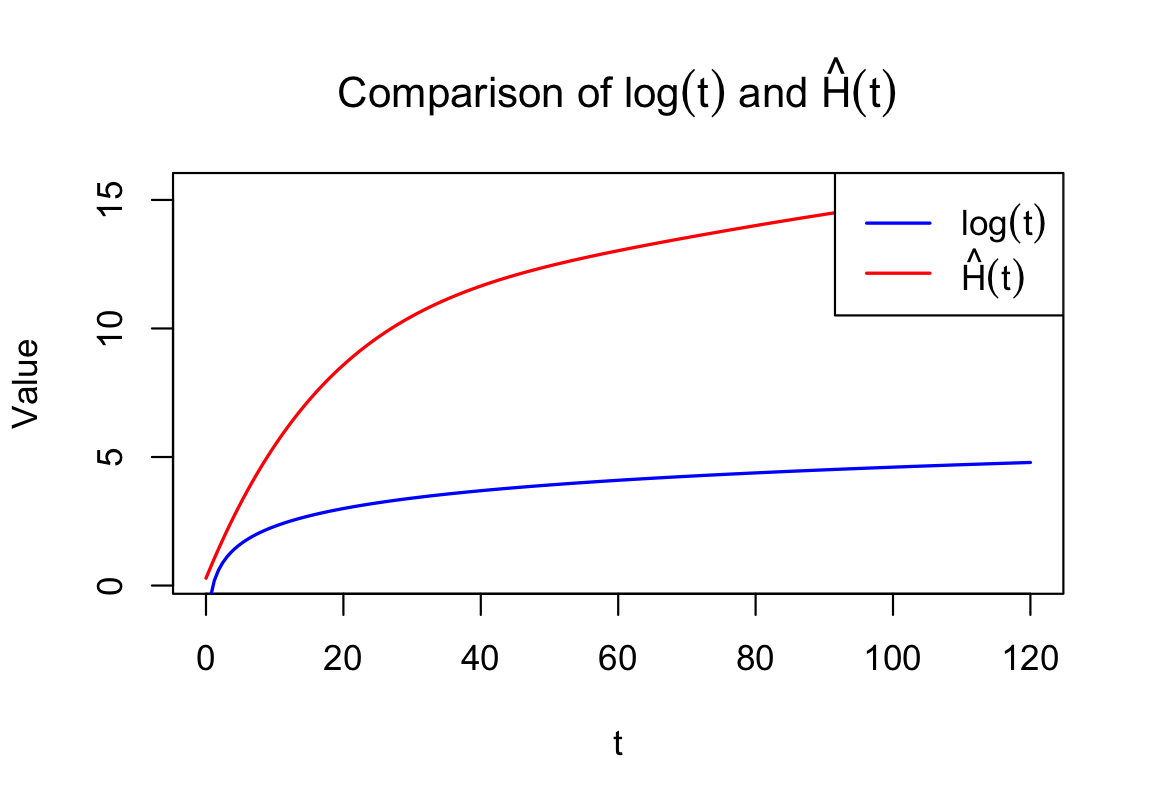 Comparison of log(t) and Ĥ(t)
Value
15
10
5
0
log(t)
Ĥ(t)
0 20 40 60 80 100 120
t